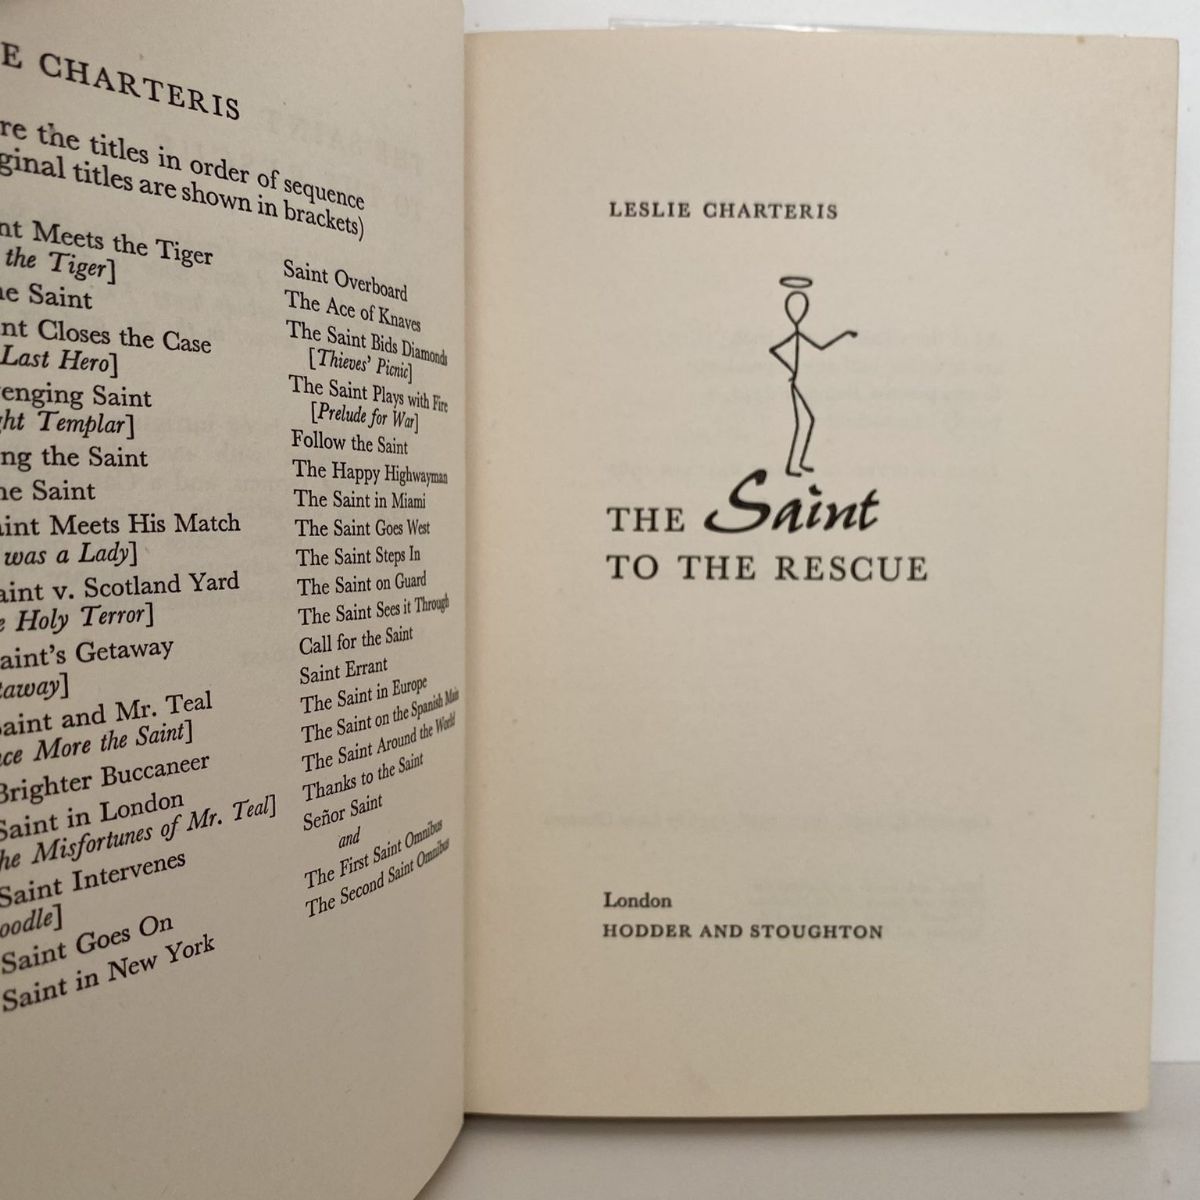 E CHARTERIS
re the titles in order of sequence
ginal titles are shown in brackets)
nt Meets the Tiger
the Tiger]
he Saint
nt Closes the Case
Last Hero]
enging Saint
ght Templar]
ng the Saint
he Saint
aint Meets His Match
was a Lady]
aint v. Scotland Yard
e Holy Terror]
aint's Getaway
taway]
Saint and Mr. Teal
nce More the Saint]
Brighter Buccaneer
Saint in London
he Misfortunes of Mr. Teal]
Saint Intervenes
oodle]
Saint Goes On
Saint in New York
Saint Overboard
The Ace of Knaves
The Saint Bids Diamonds
[Thieves' Picnic]
The Saint Plays with Fire
[Prelude for War]
Follow the Saint
The Happy Highwayman
The Saint in Miami
The Saint Goes West
The Saint Steps In
The Saint on Guard
The Saint Sees it Through
Call for the Saint
Saint Errant
The Saint in Europe
The Saint on the Spanish Main
The Saint Around the World
Thanks to the Saint
Señor Saint
and
The First Saint Omnibus
The Second Saint Omnibus
LESLIE CHARTERIS
THE Saint
TO THE RESCUE
London
HODDER AND STOUGHTON